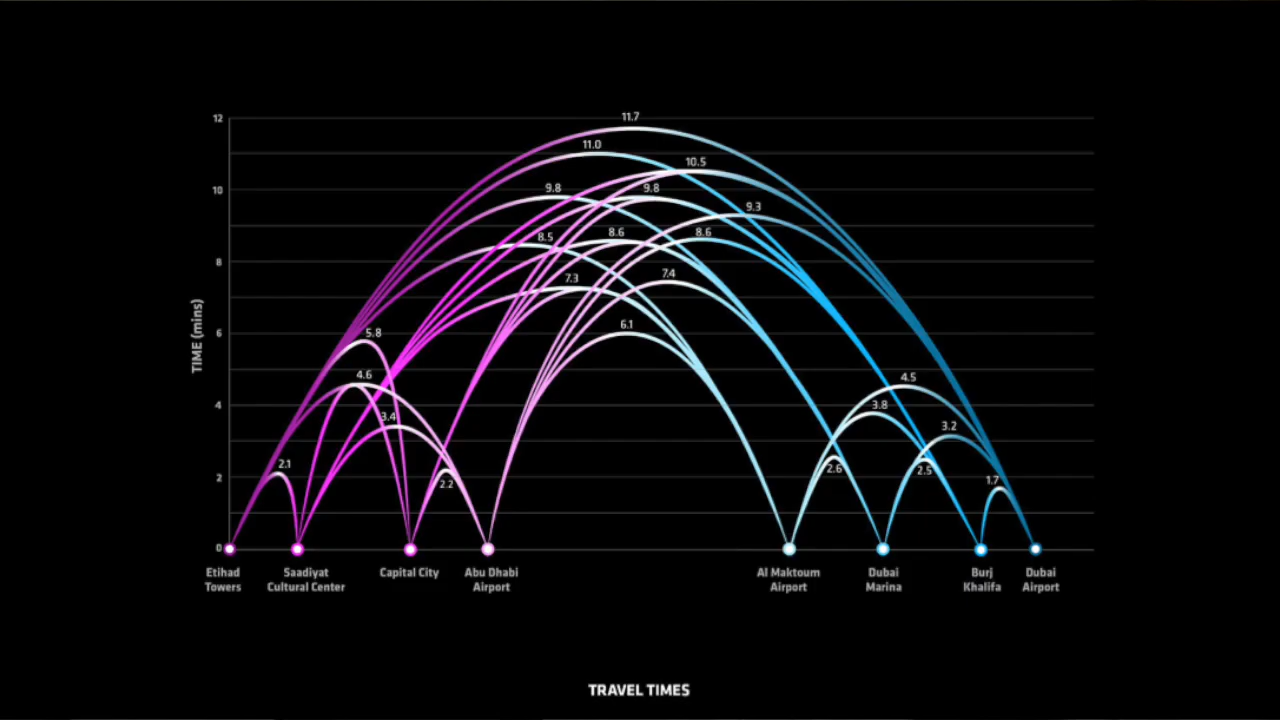 12
11.7
11.0
10.5
10
9.8
9.8
9.3
8.5
8.6
8.6
8
7.3
7.4
TIME (mins)
6
5.8
6.1
4.6
4.5
4
3.4
3.8
3.2
2.1
2.2
2.6
2.5
1.7
2
0
Etihad
Towers
Saadiyat
Cultural Center
Capital City
Abu Dhabi
Airport
Al Maktoum
Airport
Dubai
Marina
Burj
Khalifa
Dubai
Airport
TRAVEL TIMES